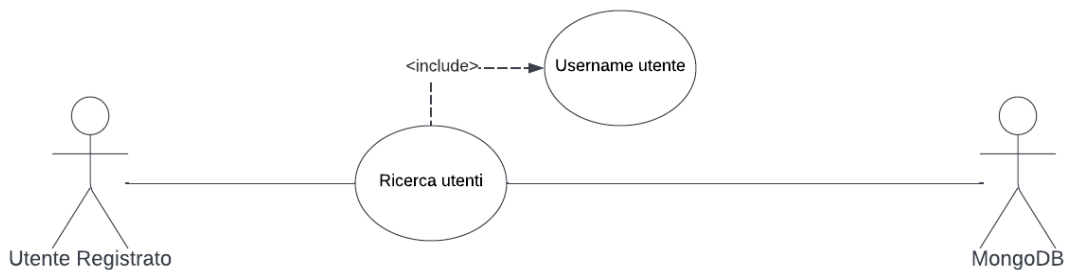 <include>
Username utente
Ricerca utenti
Utente Registrato
MongoDB